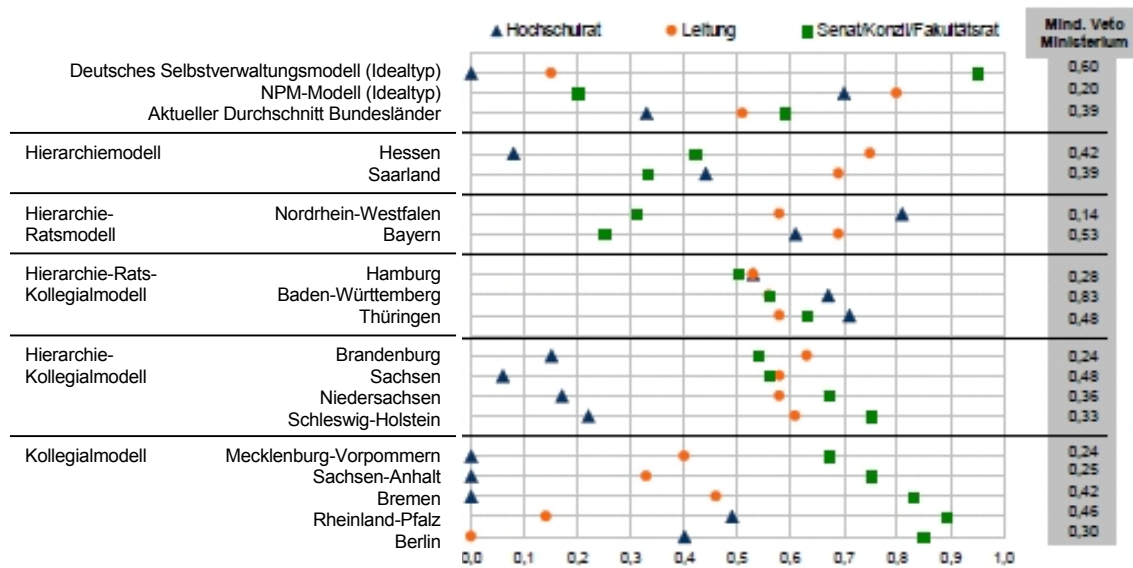 Hochschulrat Leitung Senat/Konzil/Fakultätsrat Mind. Veto
Ministerium
Deutsches Selbstverwaltungsmodell (Idealtyp) 0,60
NPM-Modell (Idealtyp) 0,20
Aktueller Durchschnitt Bundesländer 0,39
Hierarchiemodell Hessen 0,42
Saarland 0,39
Hierarchie- Nordrhein-Westfalen 0,14
Ratsmodell Bayern 0,53
Hierarchie-Rats- Hamburg 0,28
Kollegialmodell Baden-Württemberg 0,83
Thüringen 0,48
Hierarchie- Brandenburg 0,24
Kollegialmodell Sachsen 0,48
Niedersachsen 0,36
Schleswig-Holstein 0,33
Kollegialmodell Mecklenburg-Vorpommern 0,24
Sachsen-Anhalt 0,25
Bremen 0,42
Rheinland-Pfalz 0,46
Berlin 0,30
0,0 0,1 0,2 0,3 0,4 0,5 0,6 0,7 0,8 0,9 1,0